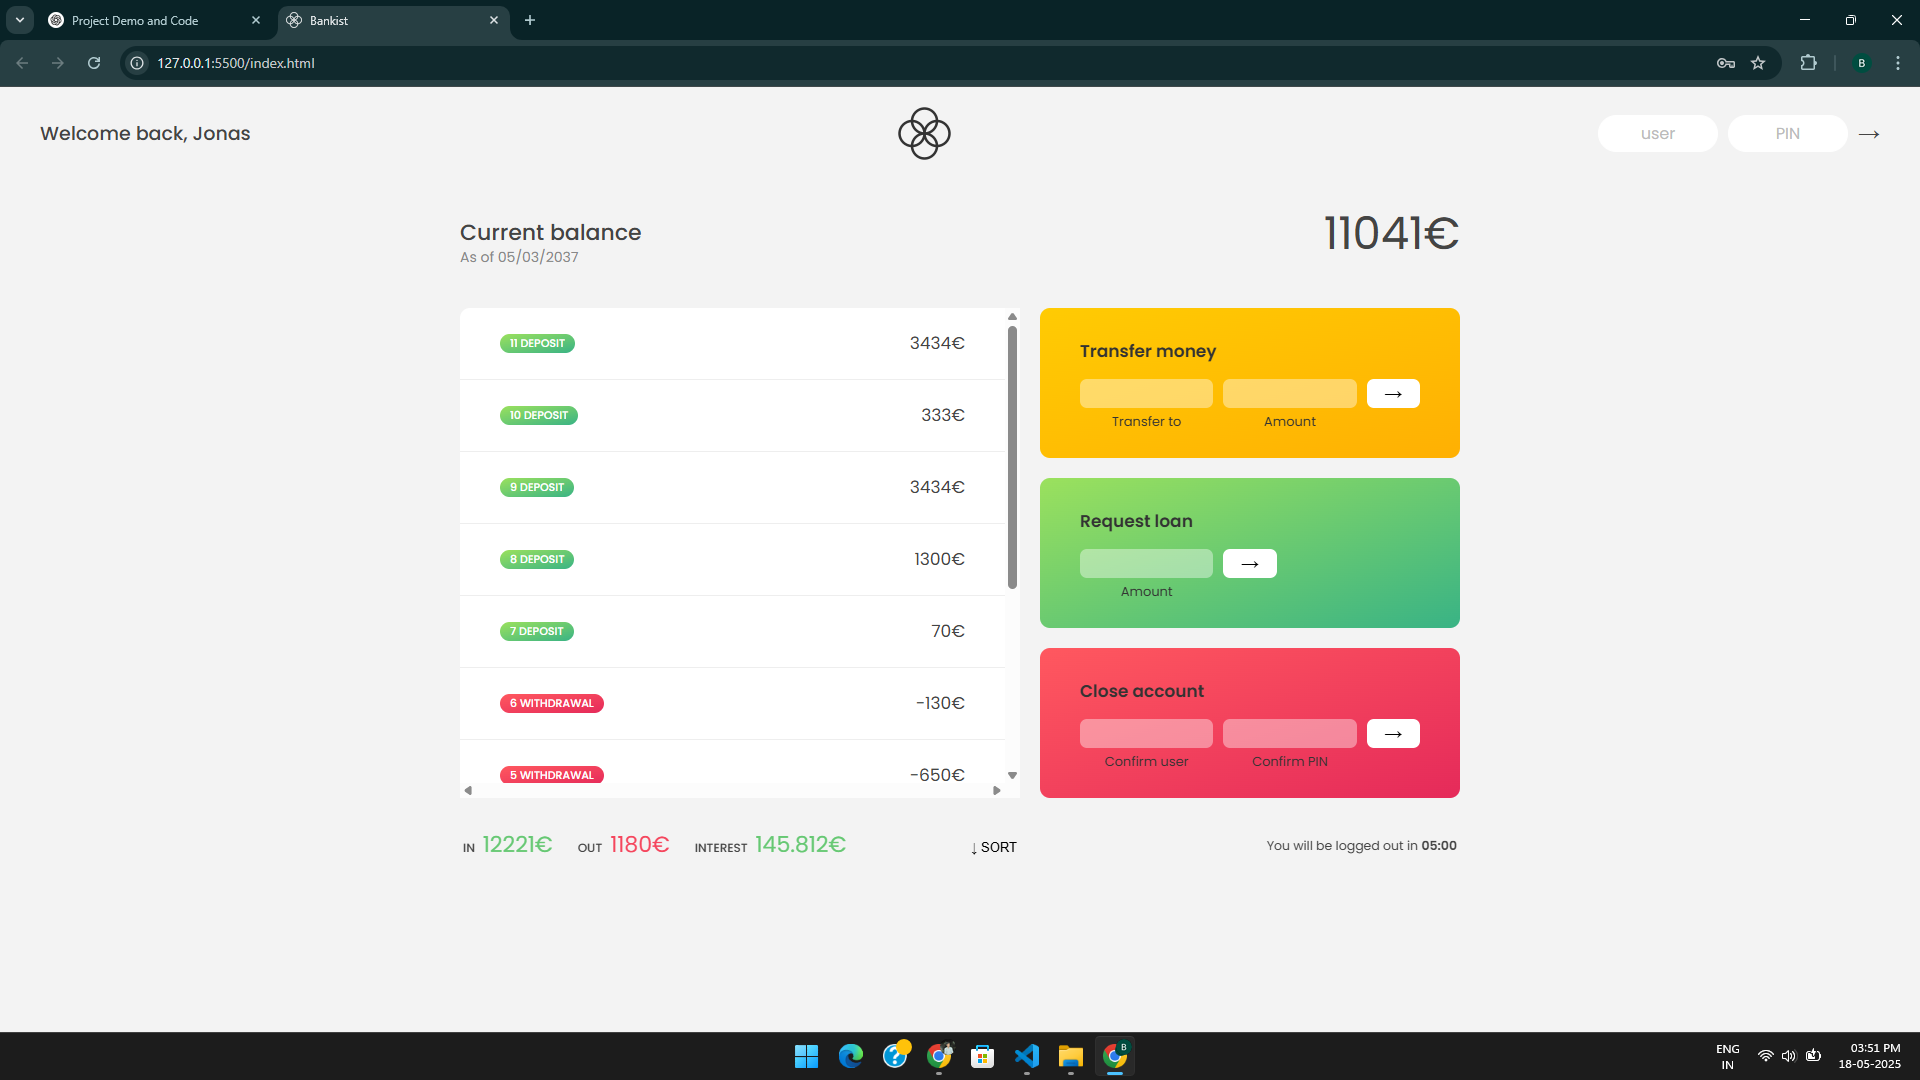 Project Demo and Code
Bankist
127.0.0.1:5500/index.html
B
Welcome back, Jonas
user
PIN
→
Current balance
As of 05/03/2037
11041€
11 DEPOSIT 3434€
10 DEPOSIT 333€
9 DEPOSIT 3434€
8 DEPOSIT 1300€
7 DEPOSIT 70€
6 WITHDRAWAL -130€
5 WITHDRAWAL -650€
Transfer money
→
Transfer to Amount
Request loan
→
Amount
Close account
→
Confirm user Confirm PIN
IN 12221€ OUT 1180€ INTEREST 145.812€ ↓ SORT
You will be logged out in 05:00
B
ENG
IN
03:51 PM
18-05-2025